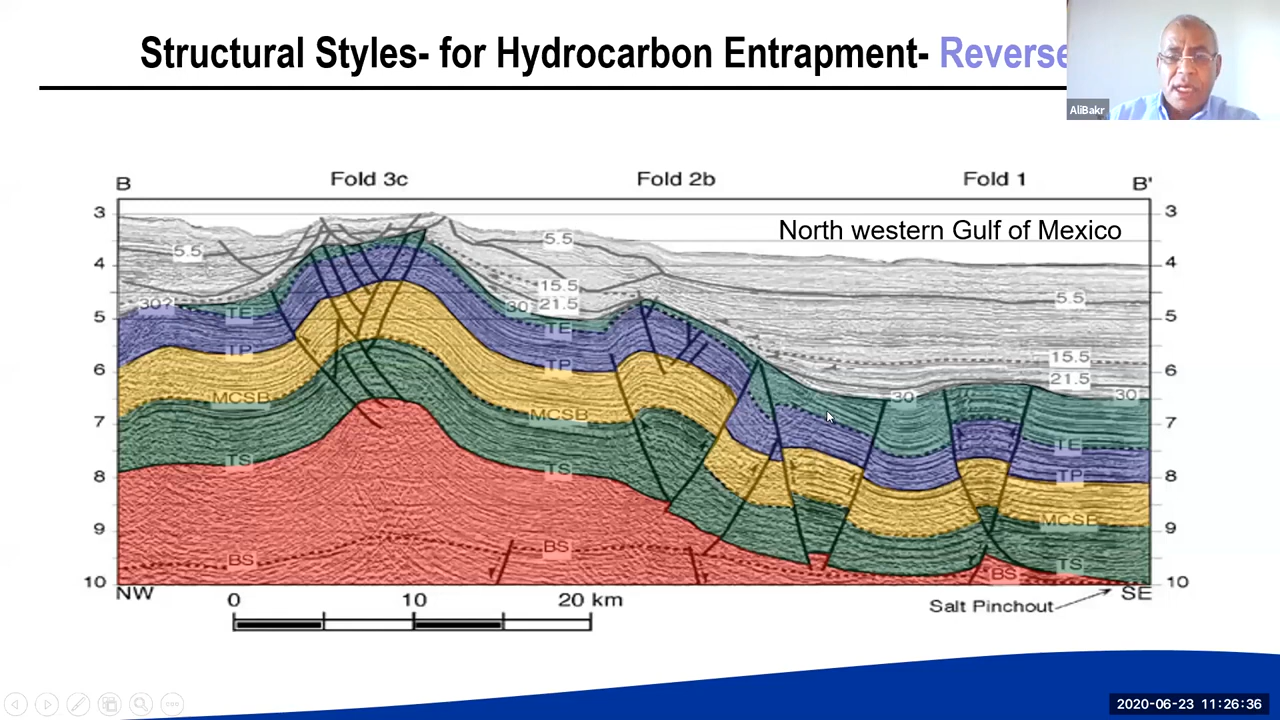 Structural Styles- for Hydrocarbon Entrapment- Reverse
AliBakr
B
Fold 3c
Fold 2b
Fold 1
B'
North western Gulf of Mexico
3
4
5
6
7
8
9
10
3
4
5
6
7
8
9
10
5.5
30?
TE
TP
MCSB
TS
BS
5.5
15.5
21.5
30
TE
TP
MCSB
TS
BS
30
5.5
15.5
21.5
30
TE
TP
MCSB
TS
BS
NW
SE
Salt Pinchout
0
10
20 km
2020-06-23 11:26:36